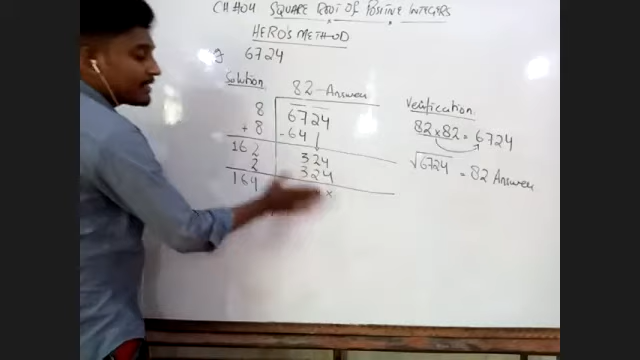 CH#04 SQUARE ROOT OF POSITIVE INTEGERS
HERO'S METHOD
6724
Solution
82 - Answer
8
6724
+ 8
- 64
162
324
2
324
164
x
Verification
82 x 82 = 6724
√6724 = 82 Answer